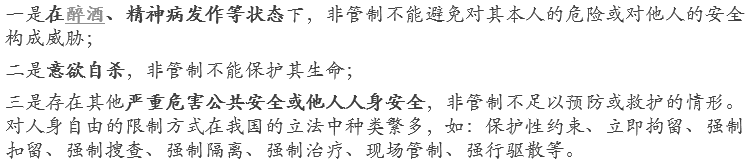 一是在醉酒、精神病发作等状态下，非管制不能避免对其本人的危险或对他人的安全
构成威胁；
二是意欲自杀，非管制不能保护其生命；
三是存在其他严重危害公共安全或他人人身安全，非管制不足以预防或救护的情形。
对人身自由的限制方式在我国的立法中种类繁多，如：保护性约束、立即拘留、强制
扣留、强制搜查、强制隔离、强制治疗、现场管制、强行驱散等。